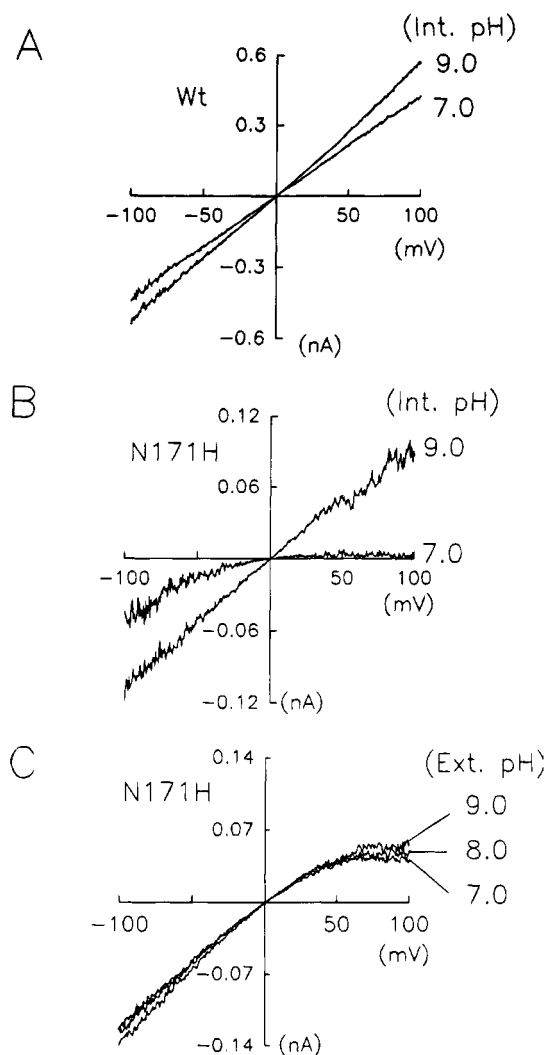 A
(Int. pH)
0.6
9.0
Wt
7.0
0.3
-100
-50
50
100
(mV)
-0.3
-0.6
(nA)
B
0.12
(Int. pH)
N171H
9.0
0.06
7.0
-100
50
100
(mV)
-0.06
-0.12
(nA)
C
0.14
(Ext. pH)
N171H
9.0
0.07
8.0
7.0
-100
50
100
(mV)
-0.07
-0.14
(nA)